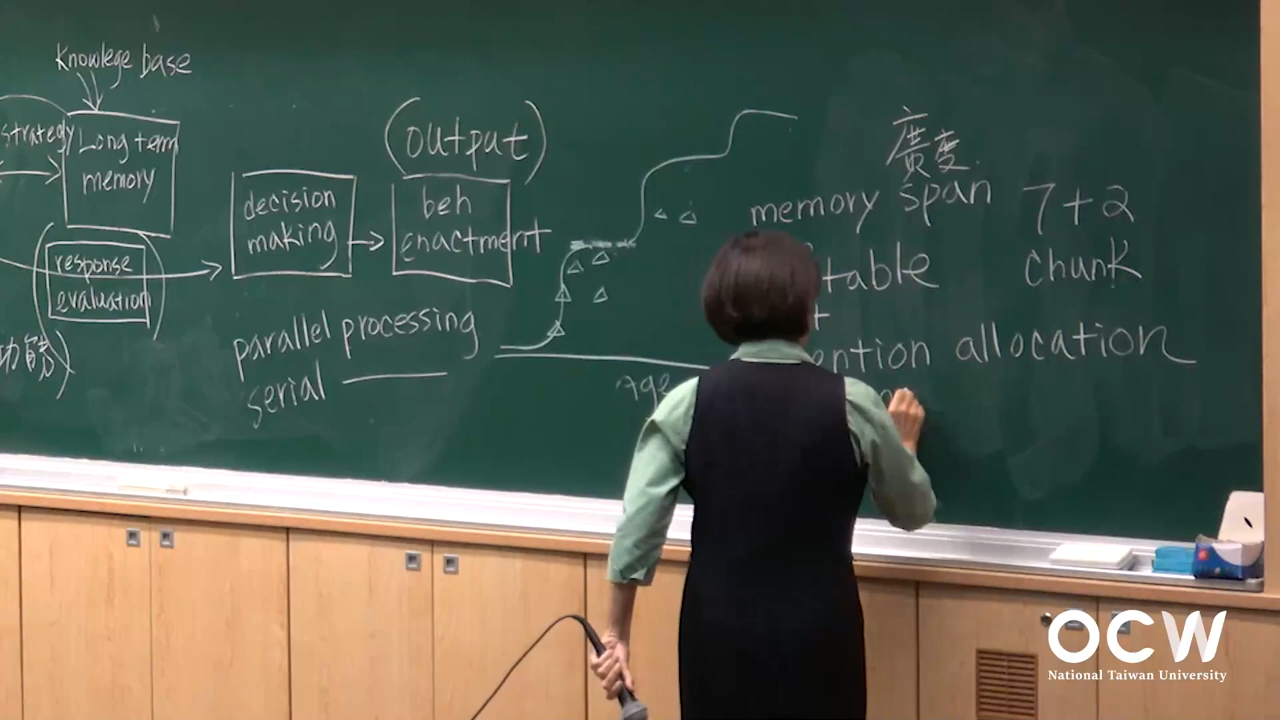 Knowlege base
strategy
Long term
memory
response
evaluation
decision
making
(output)
beh
enactment
parallel processing
serial
Age
廣度
memory span 7+2
table chunk
ention allocation
OCW
National Taiwan University